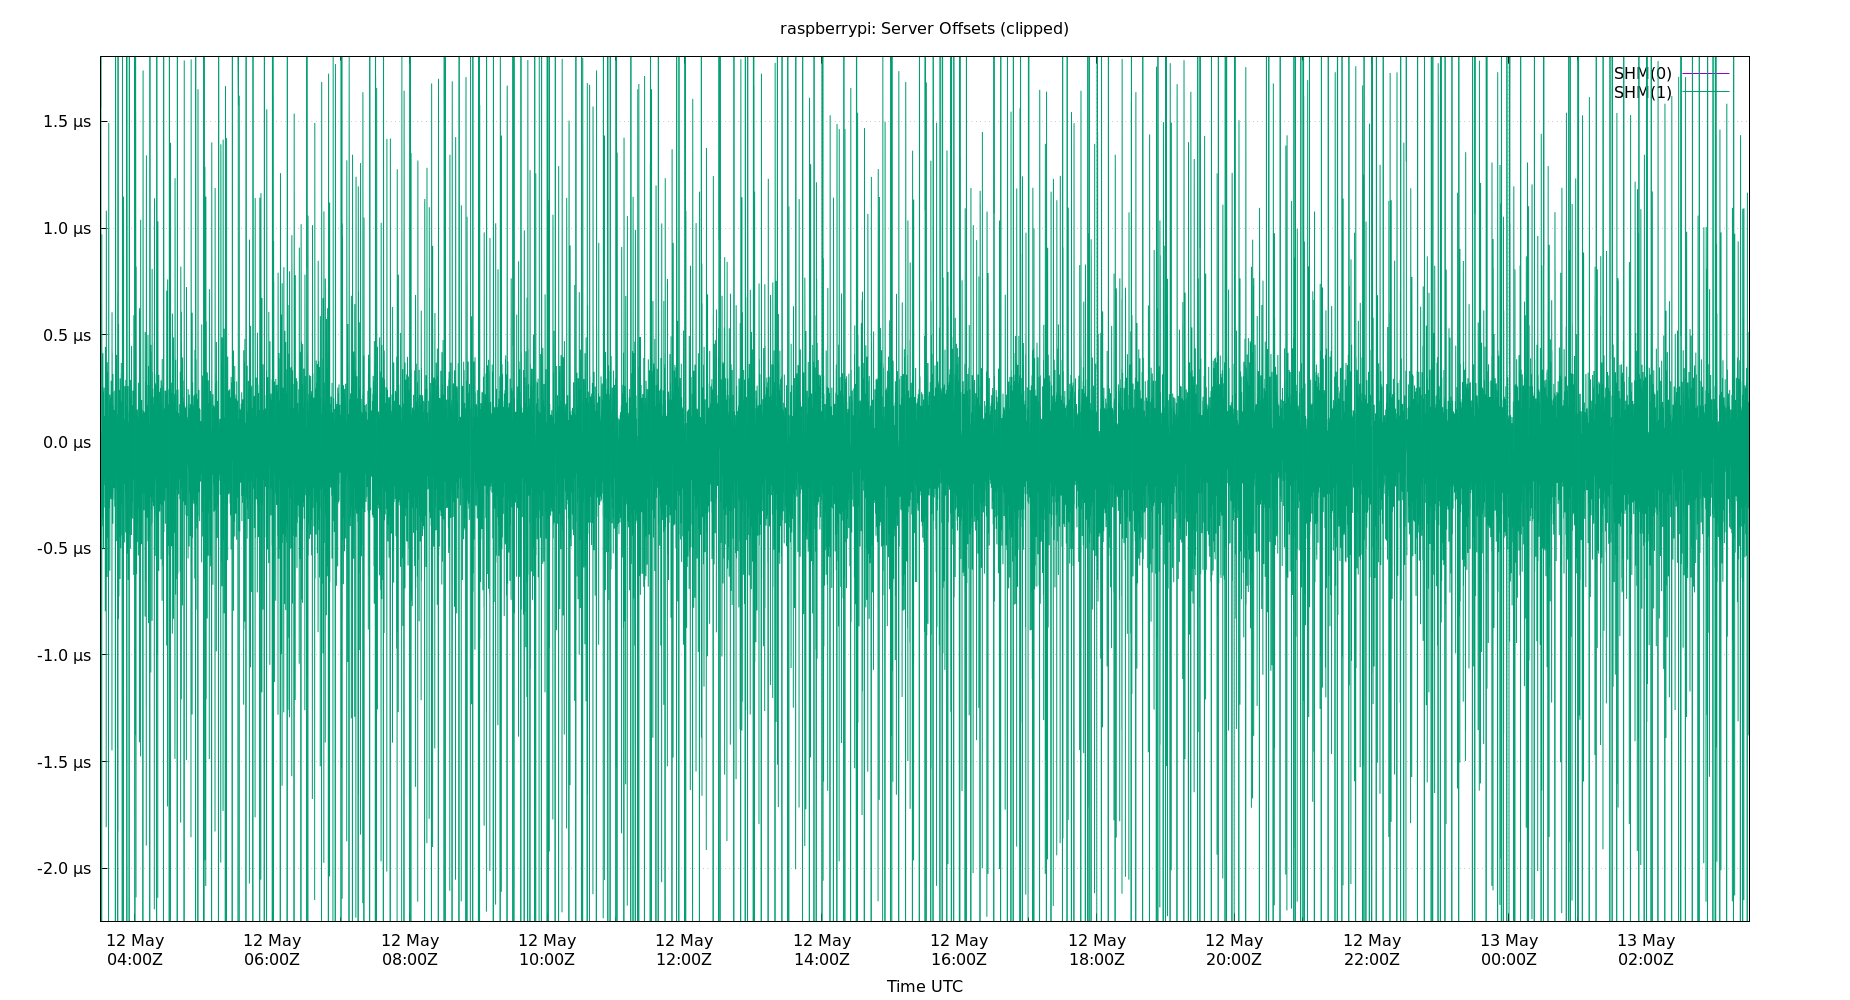 raspberrypi: Server Offsets (clipped)
SHM(0)
SHM(1)
1.5 µs
1.0 µs
0.5 µs
0.0 µs
-0.5 µs
-1.0 µs
-1.5 µs
-2.0 µs
12 May 12 May 12 May 12 May 12 May 12 May 12 May 12 May 12 May 12 May 13 May 13 May
04:00Z 06:00Z 08:00Z 10:00Z 12:00Z 14:00Z 16:00Z 18:00Z 20:00Z 22:00Z 00:00Z 02:00Z
Time UTC